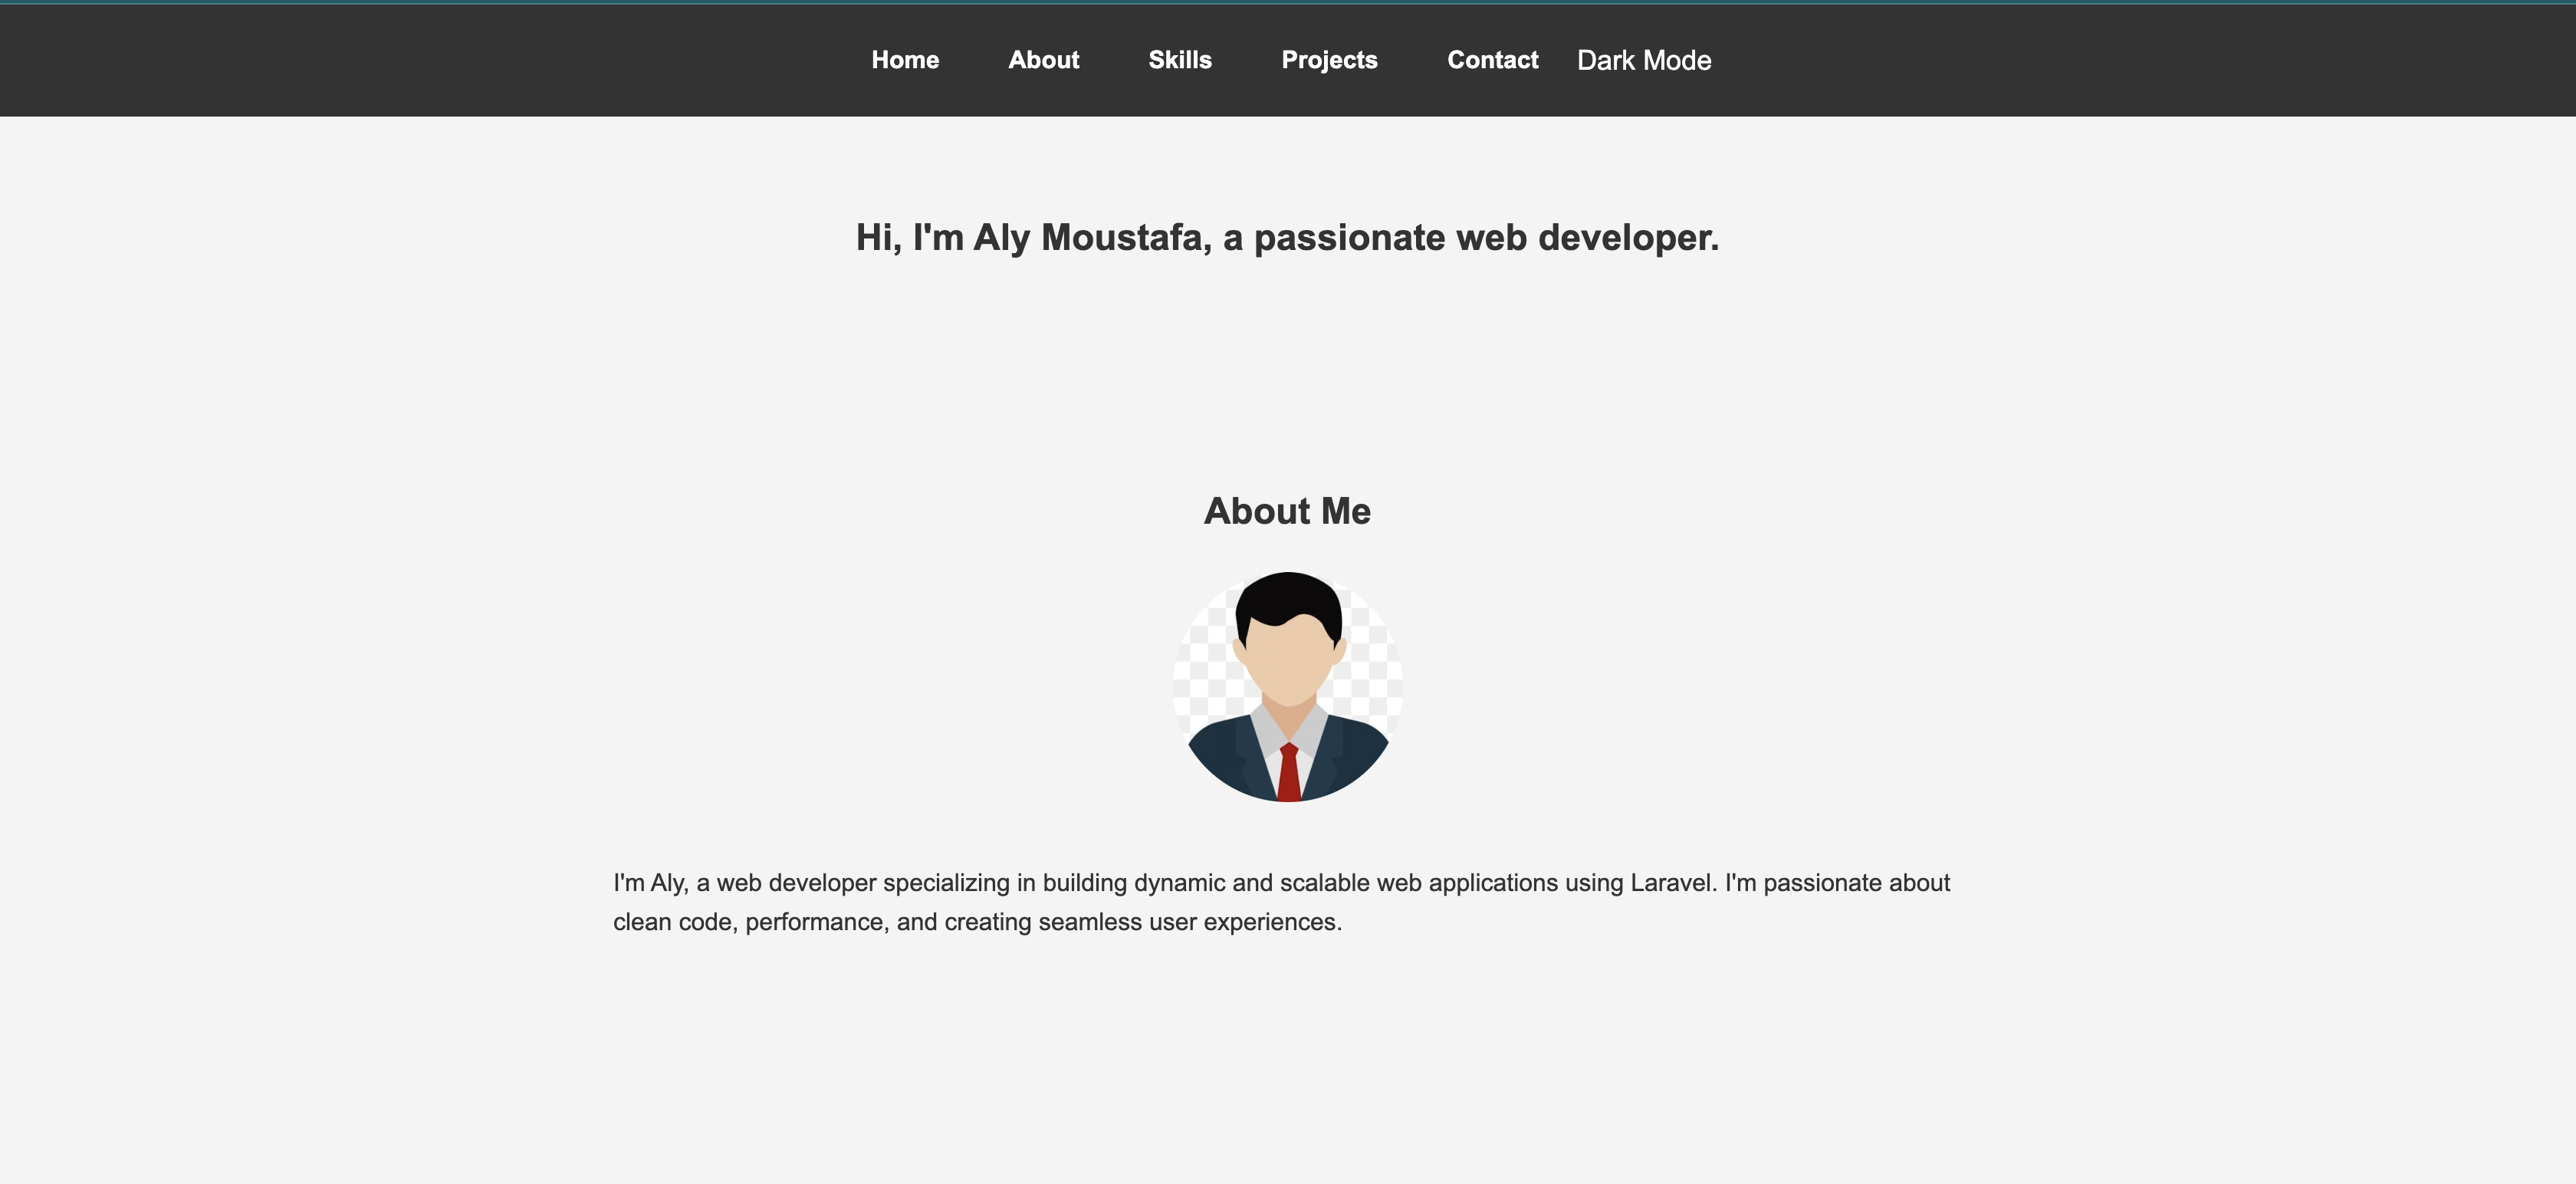 Home About Skills Projects Contact Dark Mode
Hi, I'm Aly Moustafa, a passionate web developer.
About Me
I'm Aly, a web developer specializing in building dynamic and scalable web applications using Laravel. I'm passionate about
clean code, performance, and creating seamless user experiences.